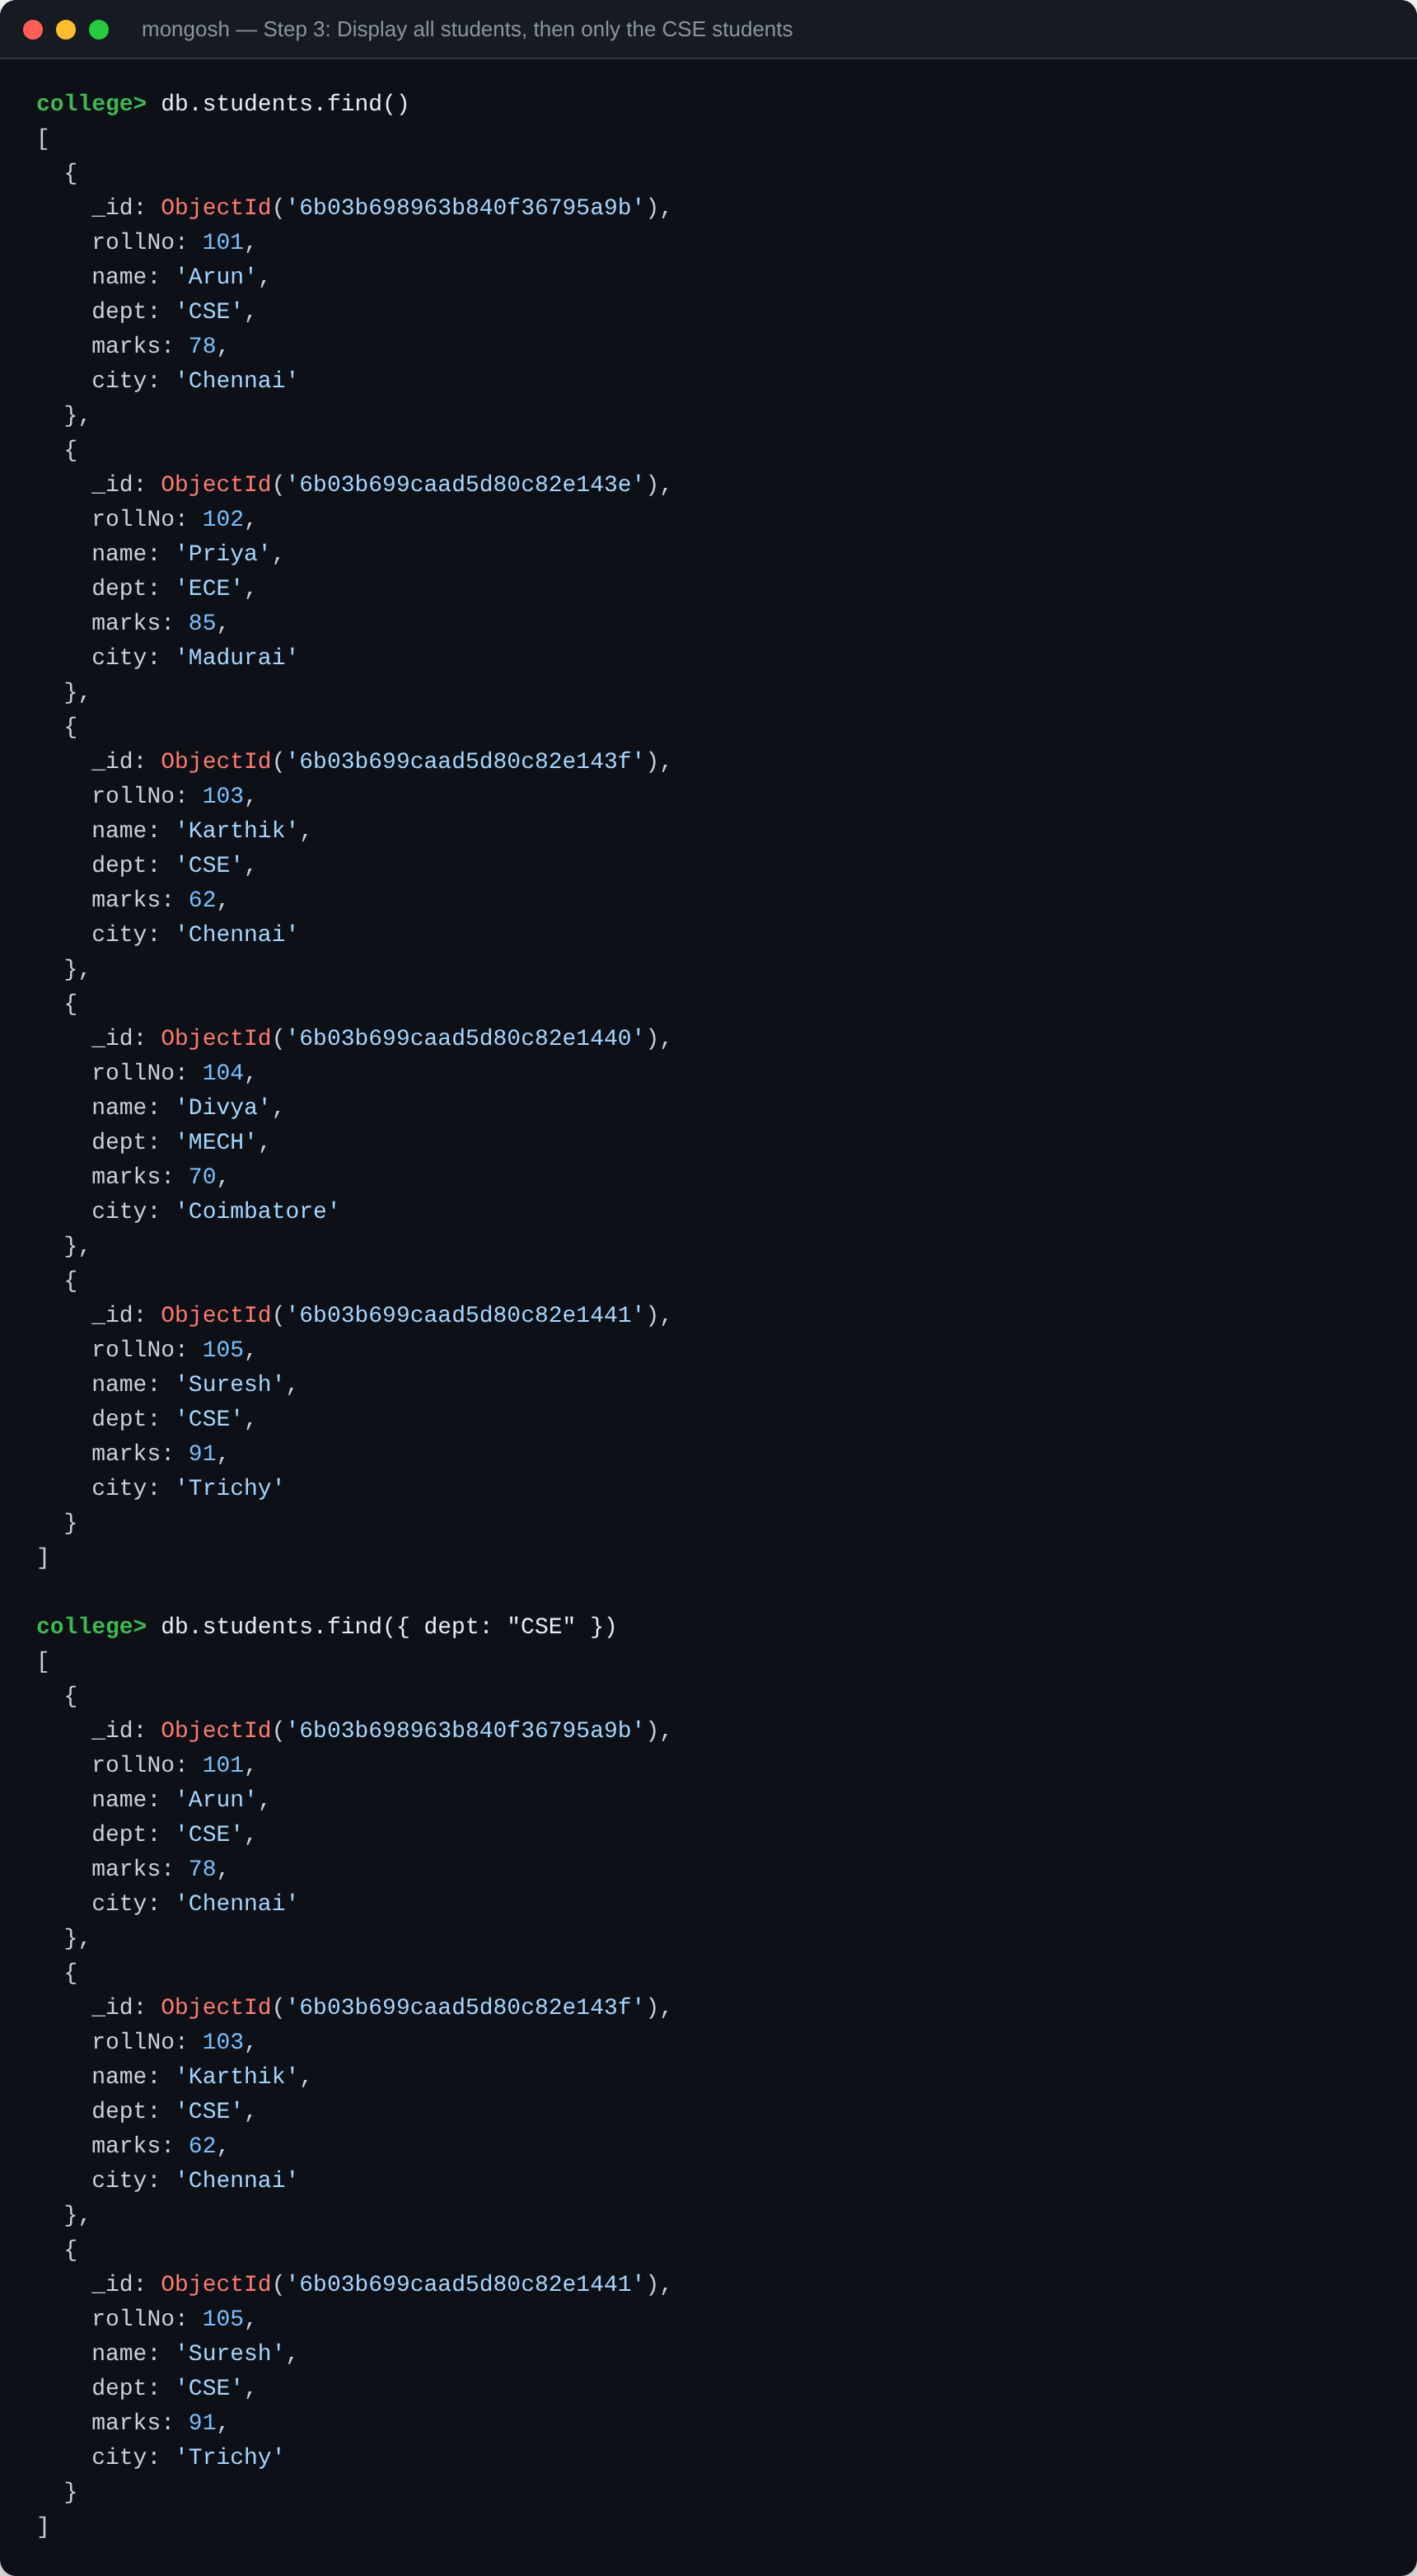 mongosh — Step 3: Display all students, then only the CSE students
college> db.students.find()
[
  {
    _id: ObjectId('6b03b698963b840f36795a9b'),
    rollNo: 101,
    name: 'Arun',
    dept: 'CSE',
    marks: 78,
    city: 'Chennai'
  },
  {
    _id: ObjectId('6b03b699caad5d80c82e143e'),
    rollNo: 102,
    name: 'Priya',
    dept: 'ECE',
    marks: 85,
    city: 'Madurai'
  },
  {
    _id: ObjectId('6b03b699caad5d80c82e143f'),
    rollNo: 103,
    name: 'Karthik',
    dept: 'CSE',
    marks: 62,
    city: 'Chennai'
  },
  {
    _id: ObjectId('6b03b699caad5d80c82e1440'),
    rollNo: 104,
    name: 'Divya',
    dept: 'MECH',
    marks: 70,
    city: 'Coimbatore'
  },
  {
    _id: ObjectId('6b03b699caad5d80c82e1441'),
    rollNo: 105,
    name: 'Suresh',
    dept: 'CSE',
    marks: 91,
    city: 'Trichy'
  }
]
college> db.students.find({ dept: "CSE" })
[
  {
    _id: ObjectId('6b03b698963b840f36795a9b'),
    rollNo: 101,
    name: 'Arun',
    dept: 'CSE',
    marks: 78,
    city: 'Chennai'
  },
  {
    _id: ObjectId('6b03b699caad5d80c82e143f'),
    rollNo: 103,
    name: 'Karthik',
    dept: 'CSE',
    marks: 62,
    city: 'Chennai'
  },
  {
    _id: ObjectId('6b03b699caad5d80c82e1441'),
    rollNo: 105,
    name: 'Suresh',
    dept: 'CSE',
    marks: 91,
    city: 'Trichy'
  }
]